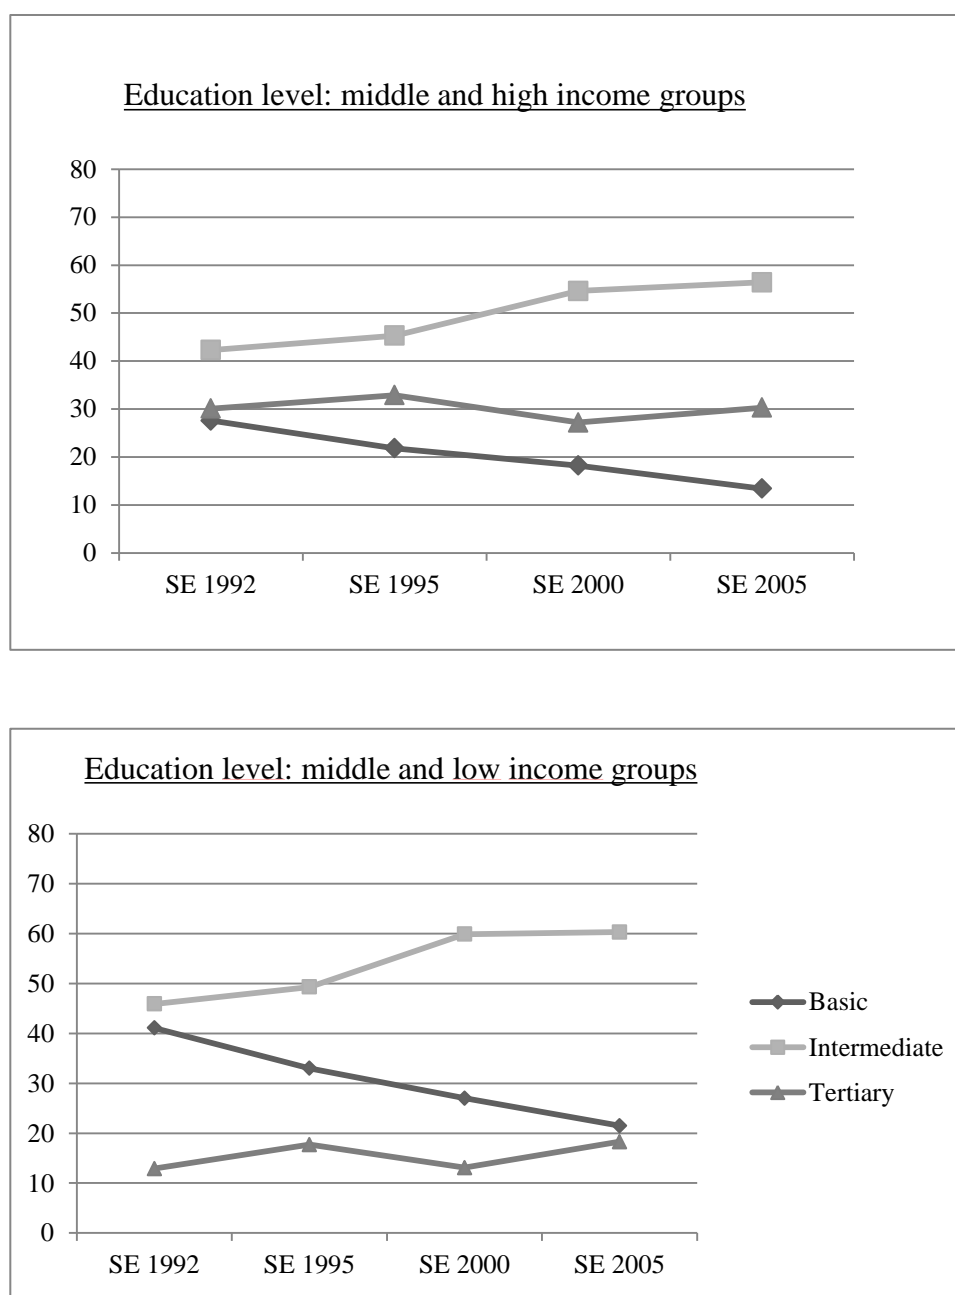 Education level: middle and high income groups
80
70
60
50
40
30
20
10
0
SE 1992 SE 1995 SE 2000 SE 2005
Education level: middle and low income groups
80
70
60
50
40
30
20
10
0
SE 1992 SE 1995 SE 2000 SE 2005
Basic
Intermediate
Tertiary